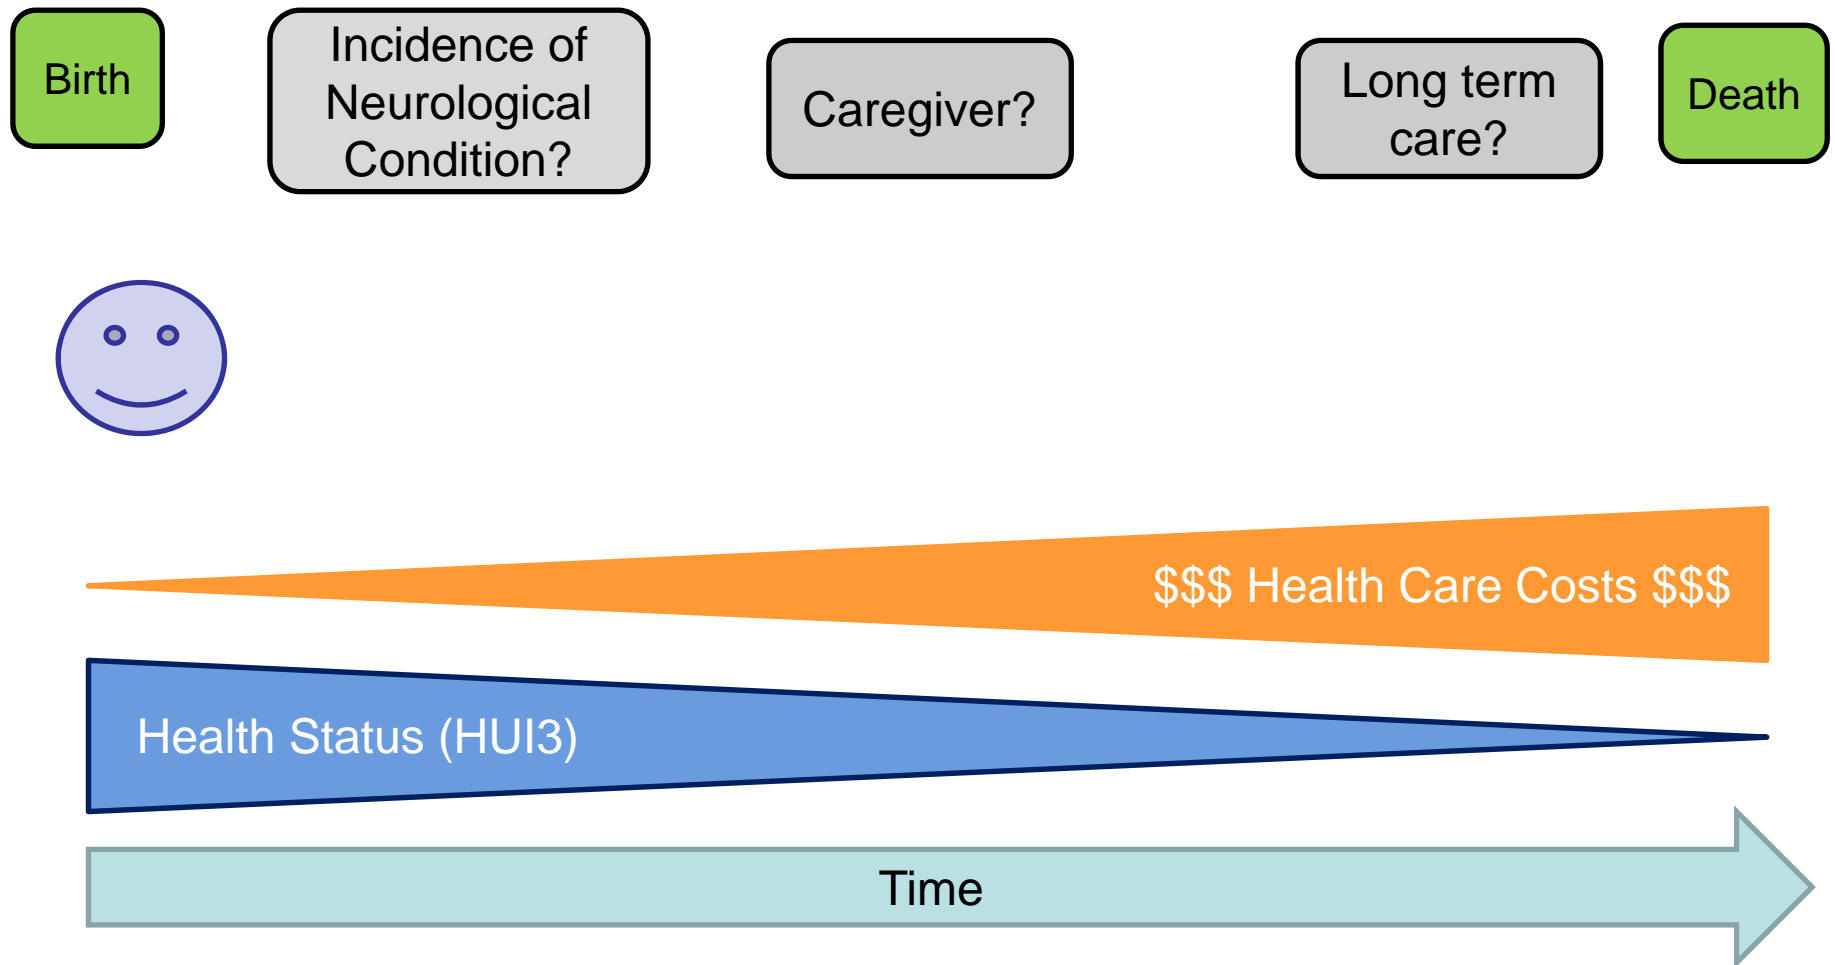 Birth
Incidence of
Neurological
Condition?
Caregiver?
Long term
care?
Death
$$$ Health Care Costs $$$
Health Status (HUI3)
Time